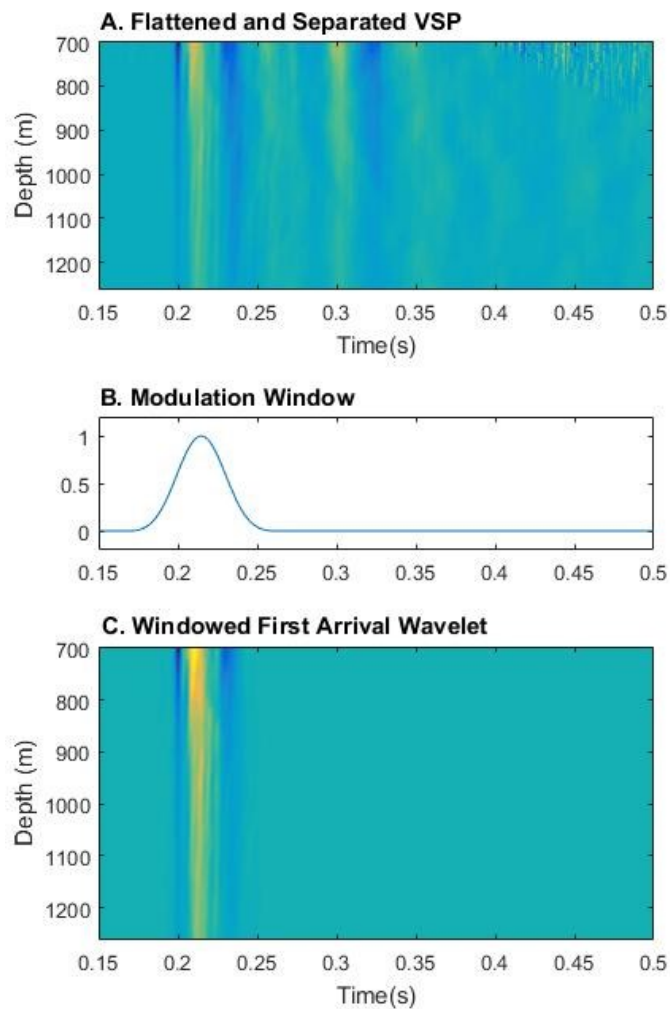 A. Flattened and Separated VSP
700
800
900
1000
1100
1200
Depth (m)
0.15 0.2 0.25 0.3 0.35 0.4 0.45 0.5
Time(s)
B. Modulation Window
1
0.5
0
0.15 0.2 0.25 0.3 0.35 0.4 0.45 0.5
C. Windowed First Arrival Wavelet
700
800
900
1000
1100
1200
Depth (m)
0.15 0.2 0.25 0.3 0.35 0.4 0.45 0.5
Time(s)